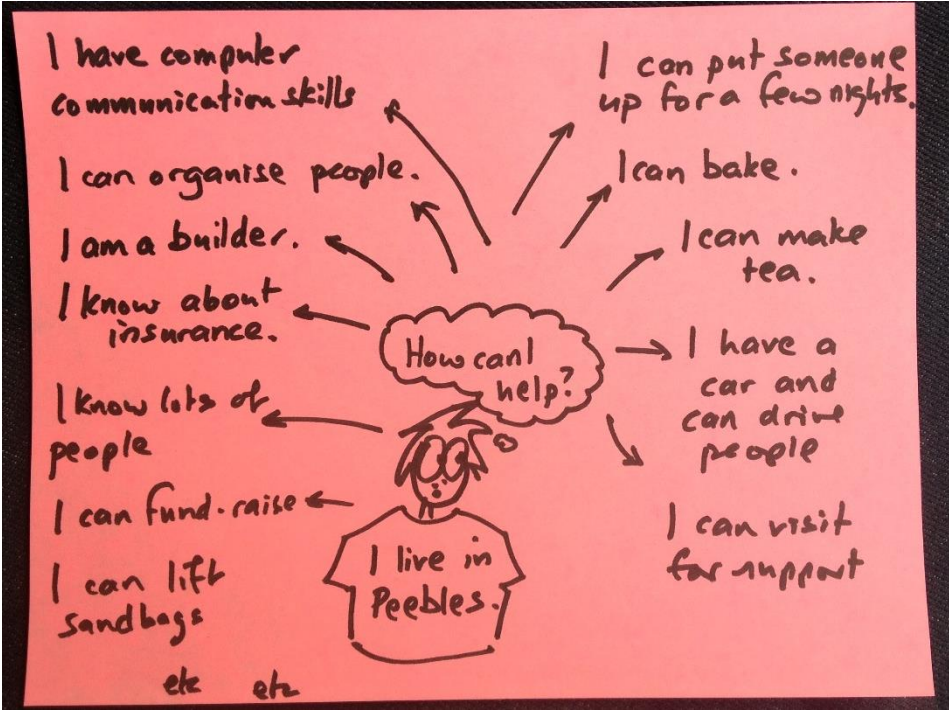 I have computer
communication skills
I can organise people.
I am a builder.
I know about
insurance.
I know lots of
people
I can fund-raise
I can lift
sandbags
etc etc
How can I
help?
I live in
Peebles.
I can put someone
up for a few nights.
I can bake.
I can make
tea.
I have a
car and
can drive
people
I can visit
for support